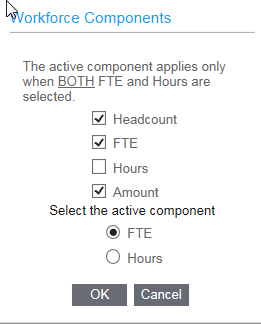 Workforce Components
The active component applies only
when BOTH FTE and Hours are
selected.
Headcount
FTE
Hours
Amount
Select the active component
FTE
Hours
OK Cancel